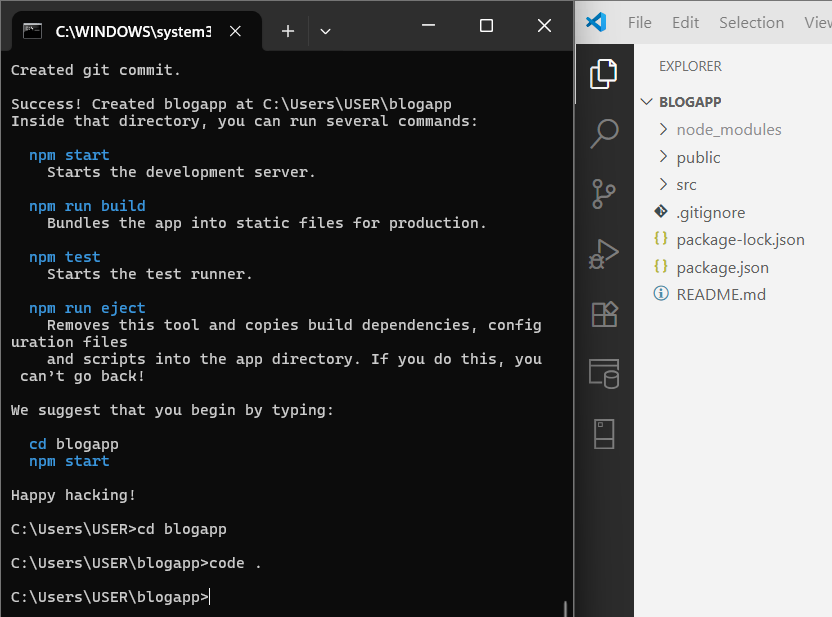 C:\WINDOWS\system3
Created git commit.
Success! Created blogapp at C:\Users\USER\blogapp
Inside that directory, you can run several commands:
npm start
Starts the development server.
npm run build
Bundles the app into static files for production.
npm test
Starts the test runner.
npm run eject
Removes this tool and copies build dependencies, config
uration files
and scripts into the app directory. If you do this, you
can’t go back!
We suggest that you begin by typing:
cd blogapp
npm start
Happy hacking!
C:\Users\USER>cd blogapp
C:\Users\USER\blogapp>code .
C:\Users\USER\blogapp>
File Edit Selection View
EXPLORER
BLOGAPP
node_modules
public
src
.gitignore
package-lock.json
package.json
README.md